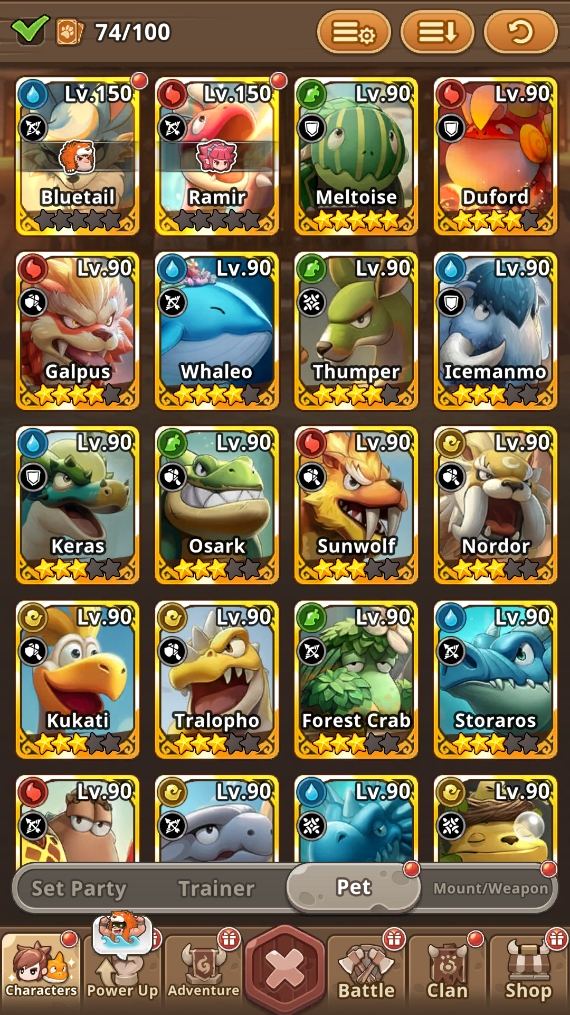 74/100
Lv.150 Lv.150 Lv.90 Lv.90
Bluetail Ramir Meltoise Duford
Lv.90 Lv.90 Lv.90 Lv.90
Galpus Whaleo Thumper Icemanmo
Lv.90 Lv.90 Lv.90 Lv.90
Keras Osark Sunwolf Nordor
Lv.90 Lv.90 Lv.90 Lv.90
Kukati Tralopho Forest Crab Storaros
Lv.90 Lv.90 Lv.90 Lv.90
Set Party Trainer Pet Mount/Weapon
Characters Power Up Adventure Battle Clan Shop